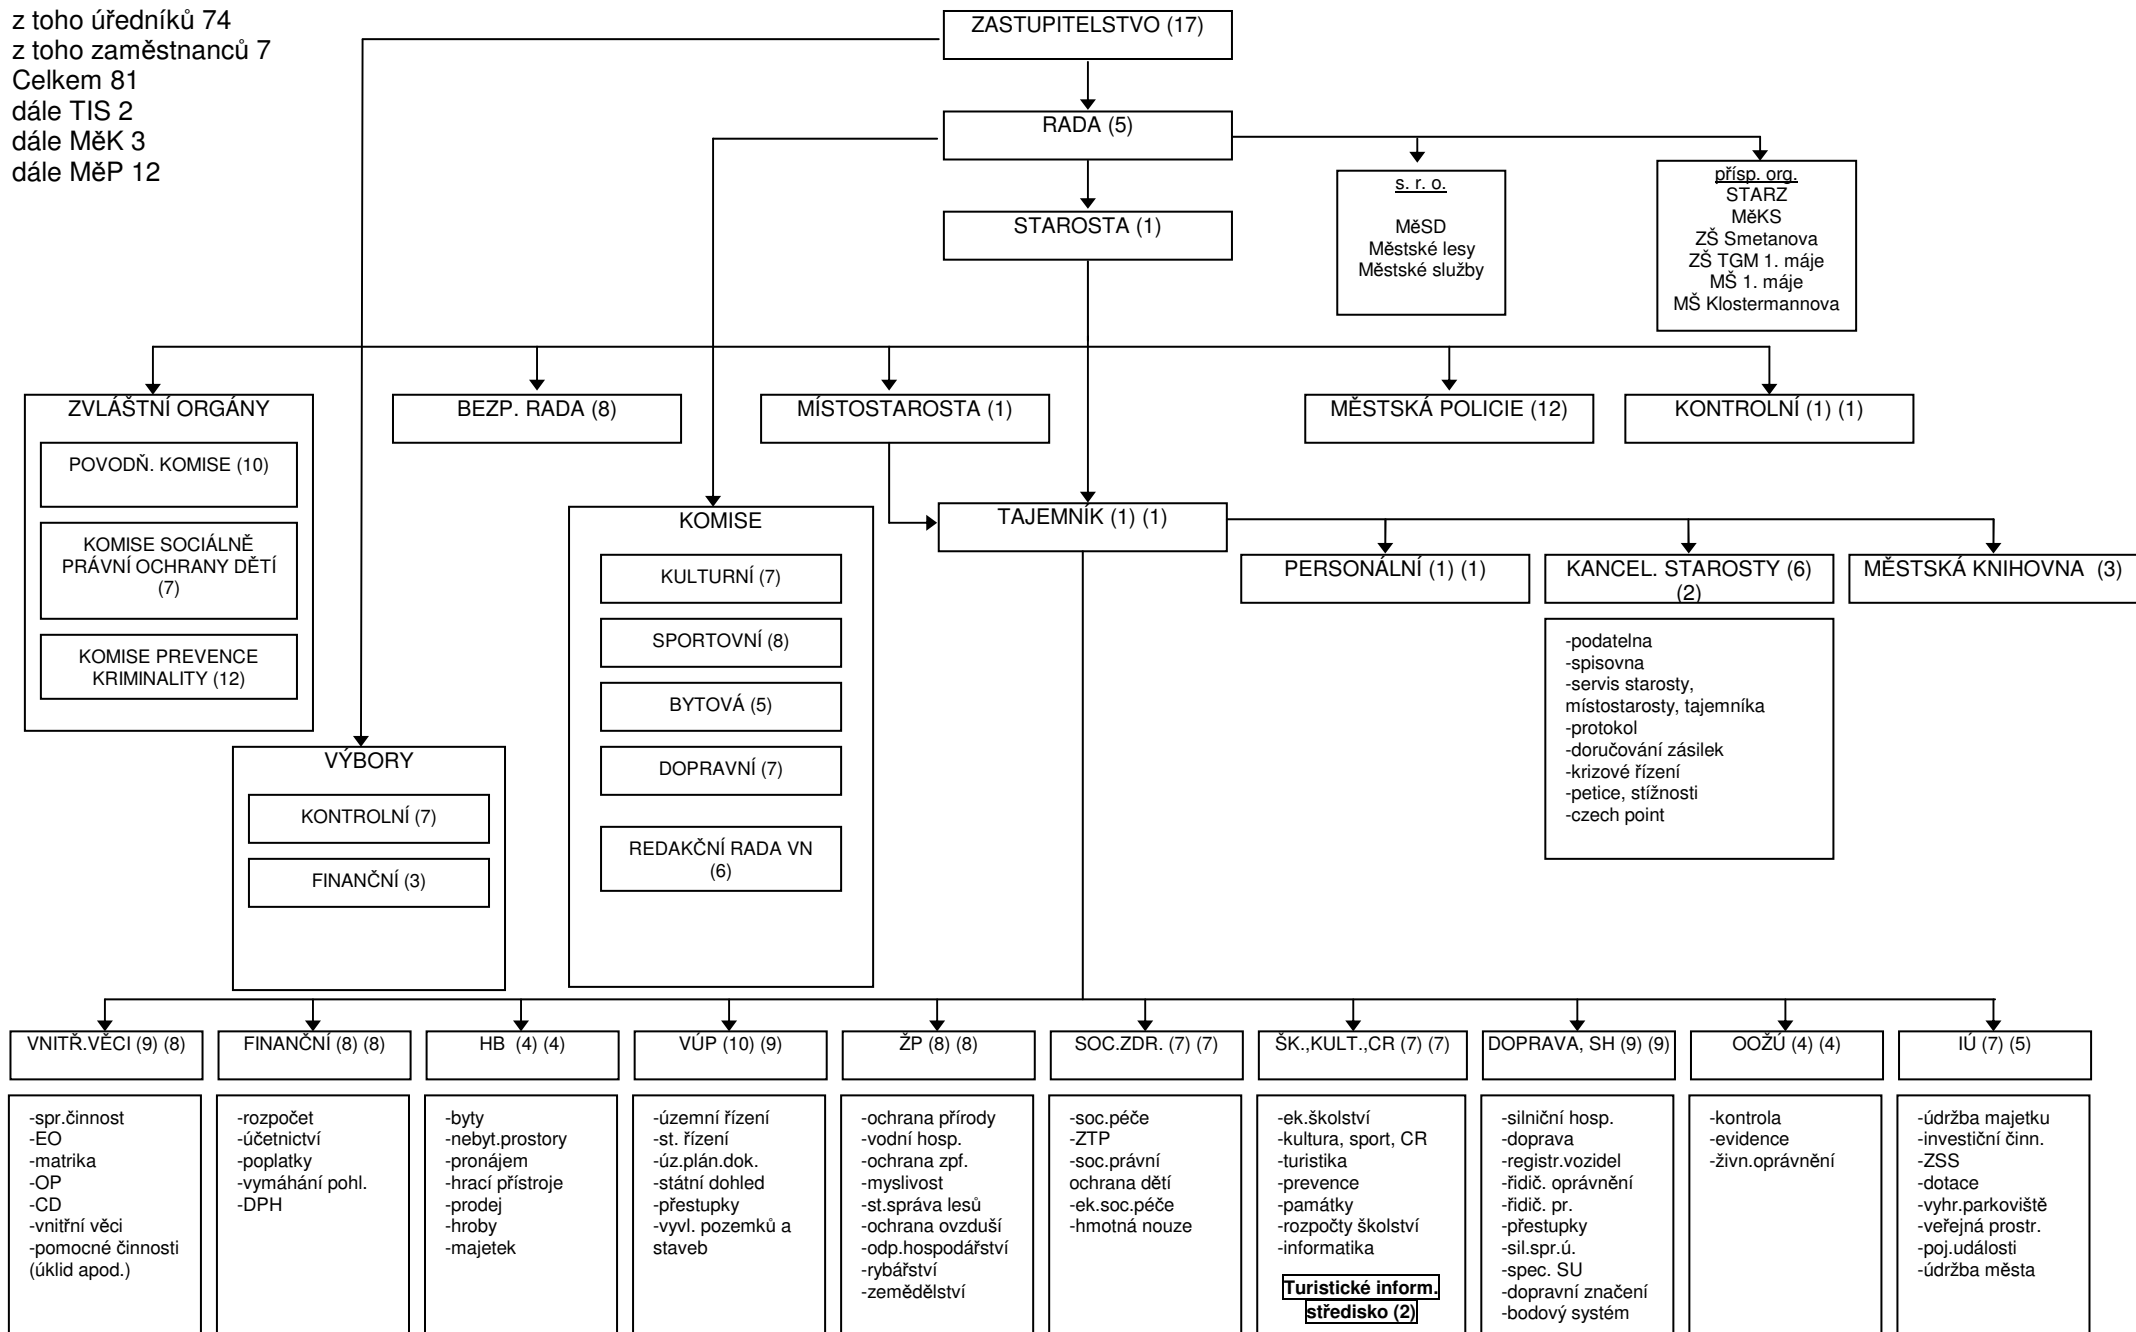 z toho úředníků 74
z toho zaměstnanců 7
Celkem 81
dále TIS 2
dále MěK 3
dále MěP 12
ZASTUPITELSTVO (17)
RADA (5)
STAROSTA (1)
s. r. o.
MěSD
Městské lesy
Městské služby
přísp. org.
STARZ
MěKS
ZŠ Smetanova
ZŠ TGM 1. máje
MŠ 1. máje
MŠ Klostermannova
ZVLÁŠTNÍ ORGÁNY
POVODŇ. KOMISE (10)
KOMISE SOCIÁLNĚ
PRÁVNÍ OCHRANY DĚTÍ
(7)
KOMISE PREVENCE
KRIMINALITY (12)
BEZP. RADA (8)
MÍSTOSTAROSTA (1)
MĚSTSKÁ POLICIE (12)
KONTROLNÍ (1) (1)
VÝBORY
KONTROLNÍ (7)
FINANČNÍ (3)
KOMISE
KULTURNÍ (7)
SPORTOVNÍ (8)
BYTOVÁ (5)
DOPRAVNÍ (7)
REDAKČNÍ RADA VN
(6)
TAJEMNÍK (1) (1)
PERSONÁLNÍ (1) (1)
KANCEL. STAROSTY (6)
(2)
MĚSTSKÁ KNIHOVNA (3)
-podatelna
-spisovna
-servis starosty,
místostarosty, tajemníka
-protokol
-doručování zásilek
-krizové řízení
-petice, stížnosti
-czech point
VNITŘ.VĚCI (9) (8)
-spr.činnost
-EO
-matrika
-OP
-CD
-vnitřní věci
-pomocné činnosti
(úklid apod.)
FINANČNÍ (8) (8)
-rozpočet
-účetnictví
-poplatky
-vymáhání pohl.
-DPH
HB (4) (4)
-byty
-nebyt.prostory
-pronájem
-hrací přístroje
-prodej
-hroby
-majetek
VÚP (10) (9)
-územní řízení
-st. řízení
-úz.plán.dok.
-státní dohled
-přestupky
-vyvl. pozemků a
staveb
ŽP (8) (8)
-ochrana přírody
-vodní hosp.
-ochrana zpf.
-myslivost
-st.správa lesů
-ochrana ovzduší
-odp.hospodářství
-rybářství
-zemědělství
SOC.ZDR. (7) (7)
-soc.péče
-ZTP
-soc.právní
ochrana dětí
-ek.soc.péče
-hmotná nouze
ŠK.,KULT.,CR (7) (7)
-ek.školství
-kultura, sport, CR
-turistika
-prevence
-památky
-rozpočty školství
-informatika
Turistické inform.
středisko (2)
DOPRAVA, SH (9) (9)
-silniční hosp.
-doprava
-registr.vozidel
-řidič. oprávnění
-řidič. pr.
-přestupky
-sil.spr.ú.
-spec. SU
-dopravní značení
-bodový systém
OOŽÚ (4) (4)
-kontrola
-evidence
-živn.oprávnění
IÚ (7) (5)
-údržba majetku
-investiční činn.
-ZSS
-dotace
-vyhr.parkoviště
-veřejná prostr.
-poj.události
-údržba města